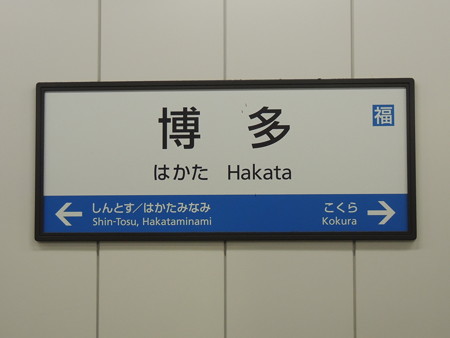 博多
福
はかた Hakata
しんとす/はかたみなみ
Shin-Tosu, Hakataminami
こくら
Kokura